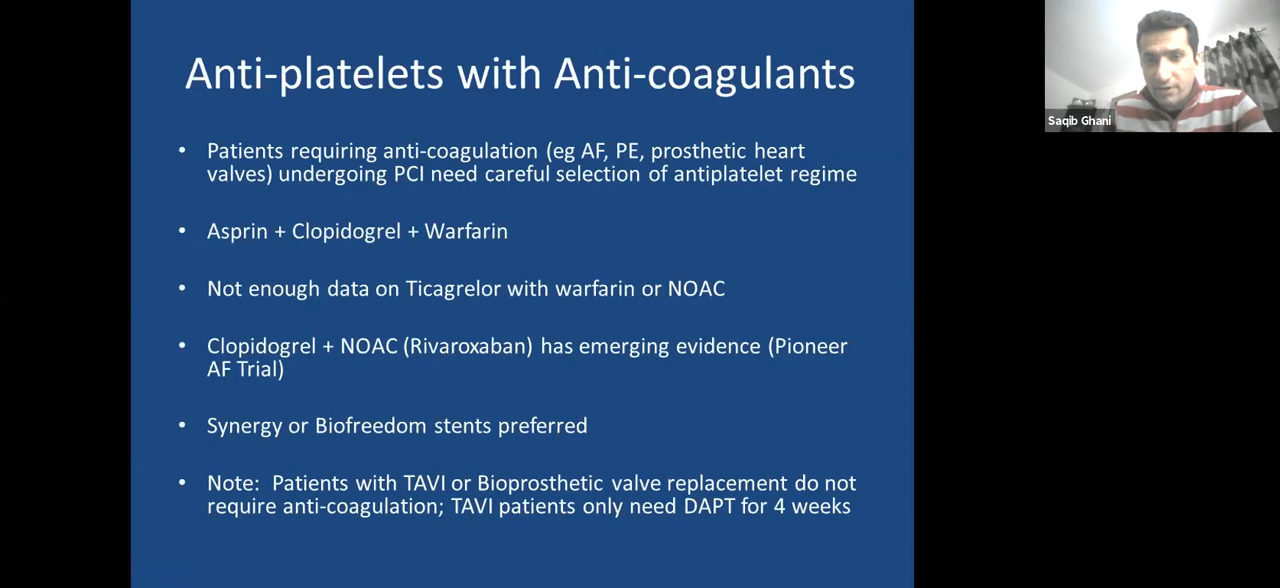 Anti-platelets with Anti-coagulants
Saqib Ghani
• Patients requiring anti-coagulation (eg AF, PE, prosthetic heart
valves) undergoing PCI need careful selection of antiplatelet regime
• Asprin + Clopidogrel + Warfarin
• Not enough data on Ticagrelor with warfarin or NOAC
• Clopidogrel + NOAC (Rivaroxaban) has emerging evidence (Pioneer
AF Trial)
• Synergy or Biofreedom stents preferred
• Note:  Patients with TAVI or Bioprosthetic valve replacement do not
require anti-coagulation; TAVI patients only need DAPT for 4 weeks